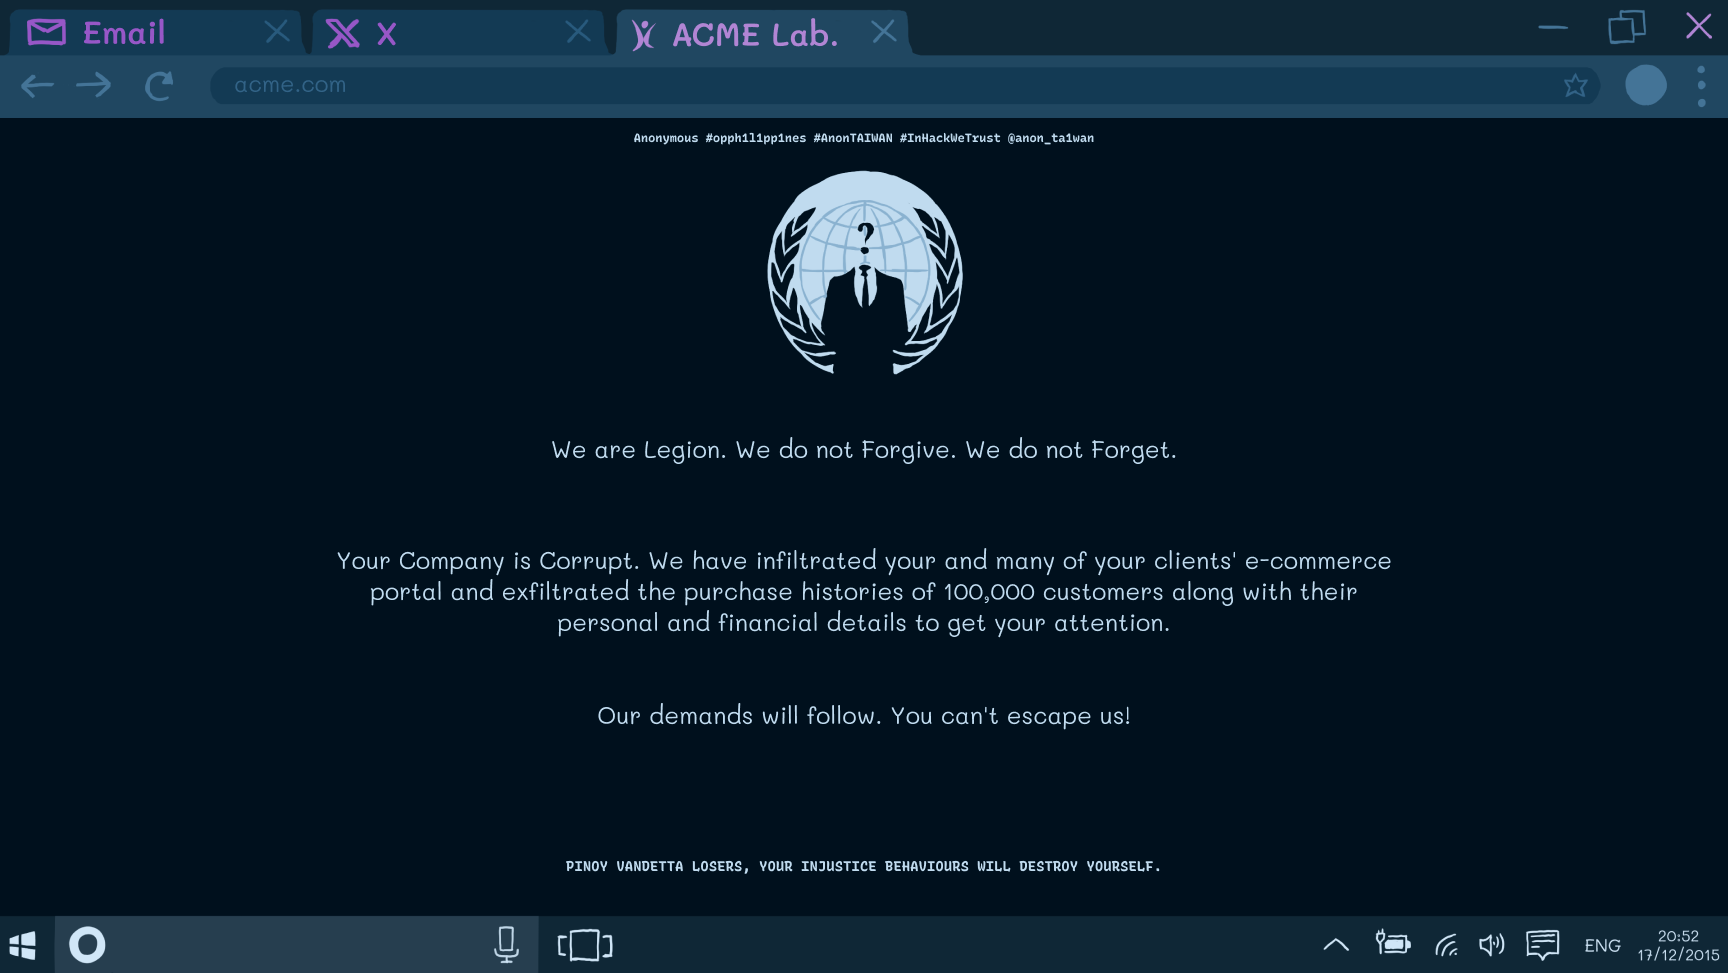 Email
X
ACME Lab.
acme.com
Anonymous #opph1l1pp1nes #AnonTAIWAN #InHackWeTrust @anon_ta1wan
?
We are Legion. We do not Forgive. We do not Forget.
Your Company is Corrupt. We have infiltrated your and many of your clients' e-commerce
portal and exfiltrated the purchase histories of 100,000 customers along with their
personal and financial details to get your attention.
Our demands will follow. You can't escape us!
PINOY VANDETTA LOSERS, YOUR INJUSTICE BEHAVIOURS WILL DESTROY YOURSELF.
ENG
20:52
17/12/2015